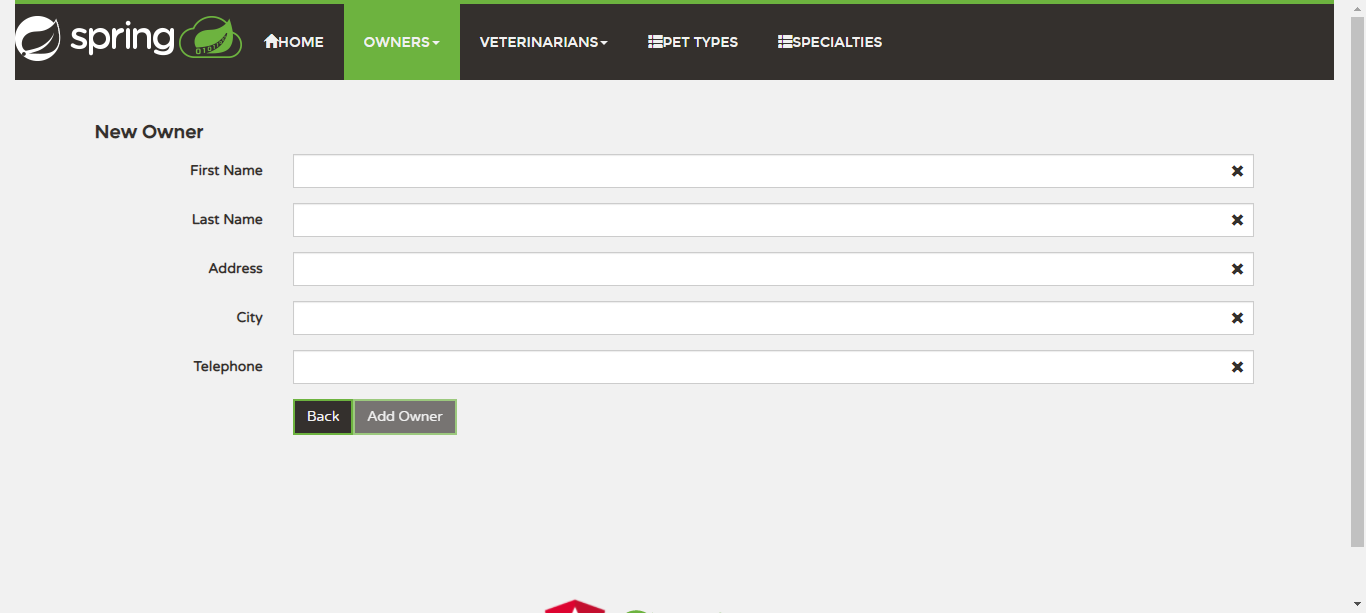 spring HOME OWNERS VETERINARIANS PET TYPES SPECIALTIES
New Owner
First Name
Last Name
Address
City
Telephone
Back Add Owner